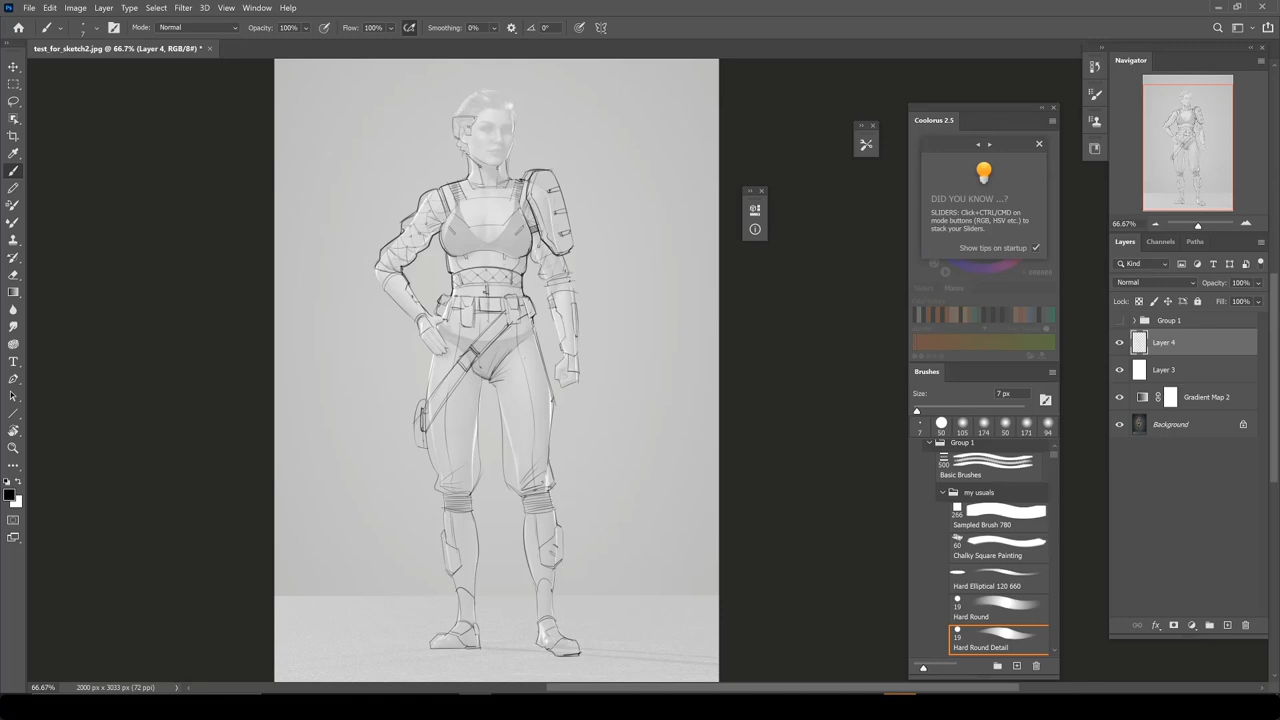 Ps File Edit Image Layer Type Select Filter 3D View Window Help
7 Mode: Normal Opacity: 100% Flow: 100% Smoothing: 0% 0°
test_for_sketch2.jpg @ 66.7% (Layer 4, RGB/8#) *
Navigator
66.67%
Coolorus 2.5
DID YOU KNOW ...?
SLIDERS: Click+CTRL/CMD on
mode buttons (RGB, HSV etc.) to
stack your Sliders.
Show tips on startup
000000
Layers Channels Paths
Kind
Normal Opacity: 100%
Lock: Fill: 100%
Group 1
Layer 4
Layer 3
Gradient Map 2
Background
Brushes
Size: 7 px
7 50 105 174 50 171 94
Group 1
500
Basic Brushes
my usuals
266
Sampled Brush 780
60
Chalky Square Painting
Hard Elliptical 120 660
19
Hard Round
19
Hard Round Detail
66.67% 2000 px x 3033 px (72 ppi)